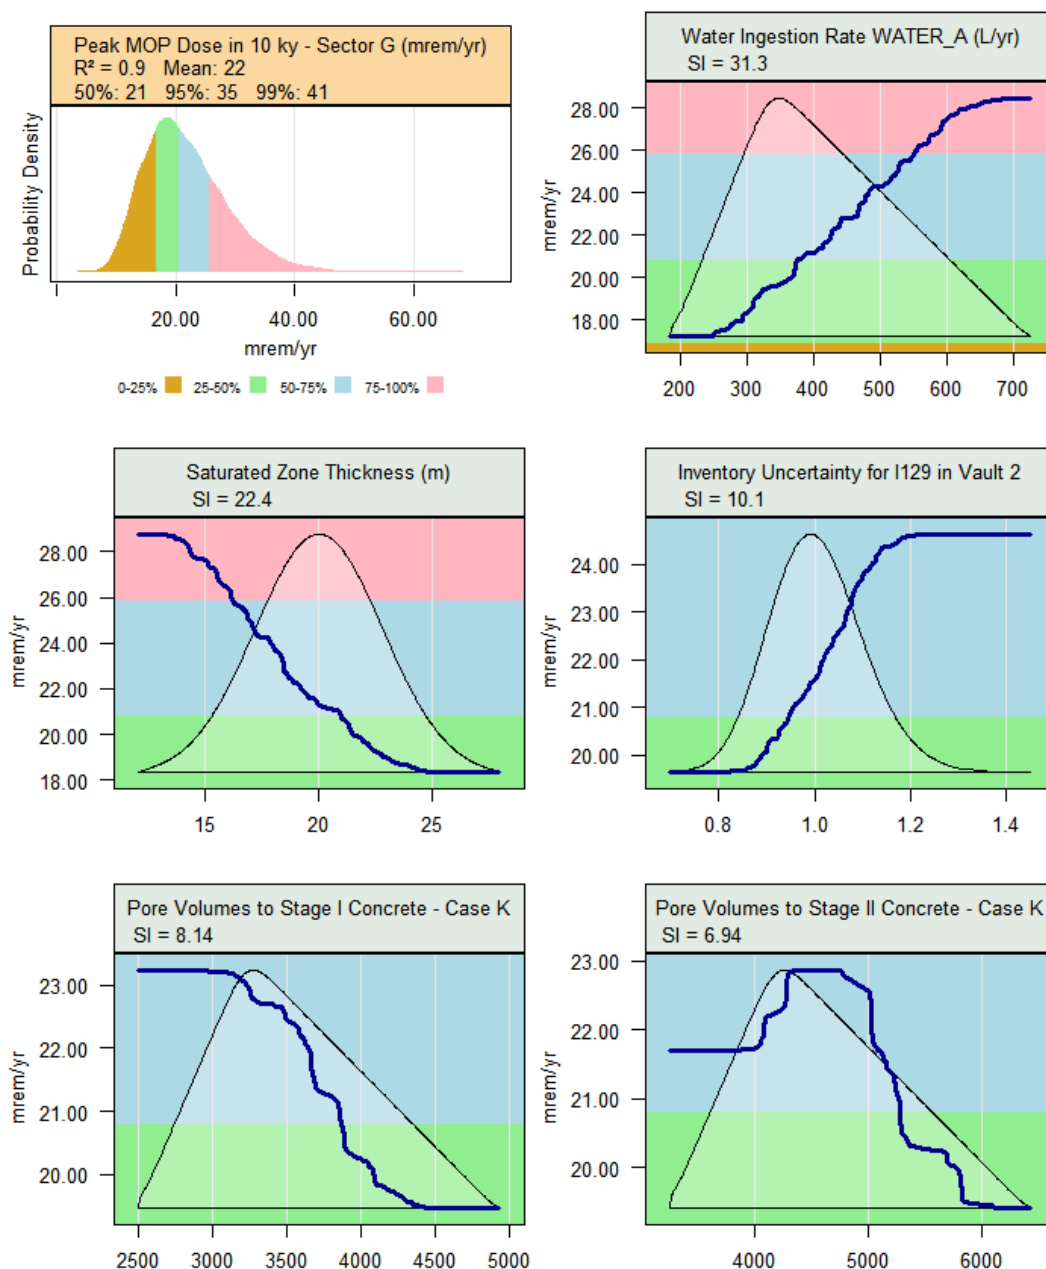 Peak MOP Dose in 10 ky - Sector G (mrem/yr)
R² = 0.9 Mean: 22
50%: 21 95%: 35 99%: 41
Probability Density
20.00 40.00 60.00
mrem/yr
0-25% 25-50% 50-75% 75-100%
Water Ingestion Rate WATER_A (L/yr)
SI = 31.3
mrem/yr
28.00
26.00
24.00
22.00
20.00
18.00
200 300 400 500 600 700
Saturated Zone Thickness (m)
SI = 22.4
mrem/yr
28.00
26.00
24.00
22.00
20.00
18.00
15 20 25
Inventory Uncertainty for I129 in Vault 2
SI = 10.1
mrem/yr
24.00
23.00
22.00
21.00
20.00
0.8 1.0 1.2 1.4
Pore Volumes to Stage I Concrete - Case K
SI = 8.14
mrem/yr
23.00
22.00
21.00
20.00
2500 3000 3500 4000 4500 5000
Pore Volumes to Stage II Concrete - Case K
SI = 6.94
mrem/yr
23.00
22.00
21.00
20.00
4000 5000 6000